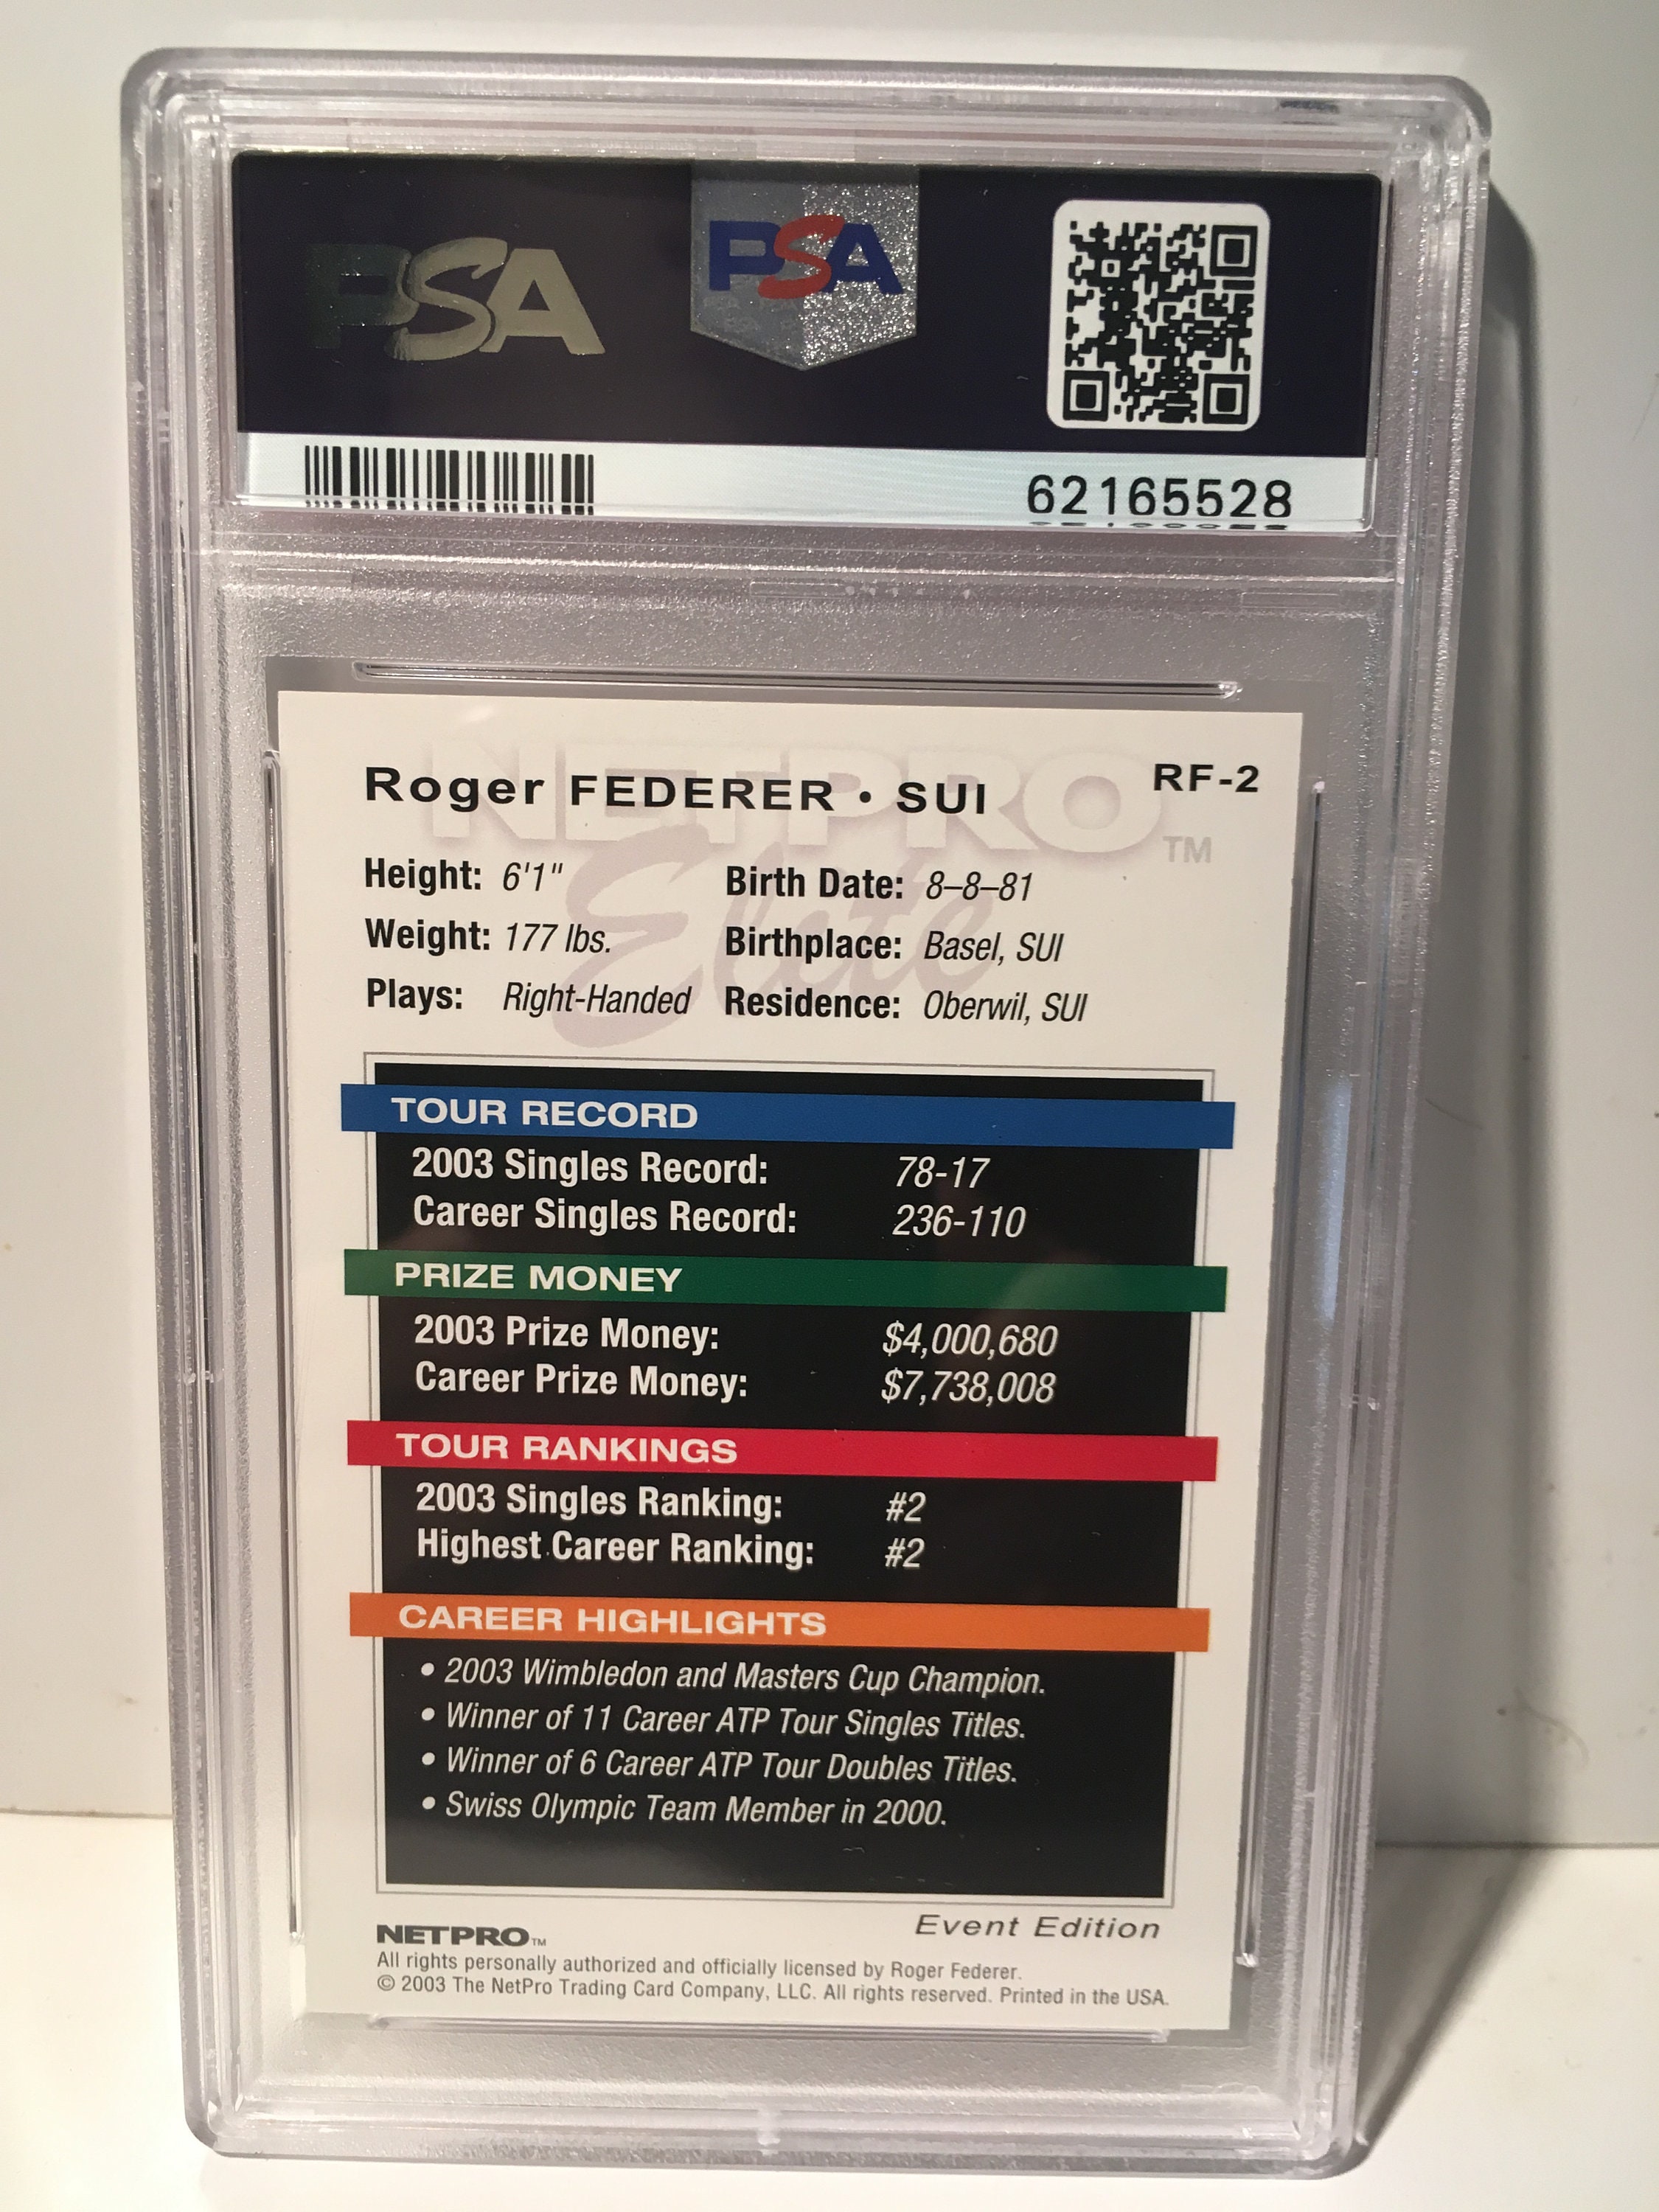 PSA
PSA
62165528
NETPRO™
Elite
Roger FEDERER • SUI
RF-2
Height: 6'1" Birth Date: 8–8–81
Weight: 177 lbs. Birthplace: Basel, SUI
Plays: Right-Handed Residence: Oberwil, SUI
TOUR RECORD
2003 Singles Record: 78-17
Career Singles Record: 236-110
PRIZE MONEY
2003 Prize Money: $4,000,680
Career Prize Money: $7,738,008
TOUR RANKINGS
2003 Singles Ranking: #2
Highest Career Ranking: #2
CAREER HIGHLIGHTS
• 2003 Wimbledon and Masters Cup Champion.
• Winner of 11 Career ATP Tour Singles Titles.
• Winner of 6 Career ATP Tour Doubles Titles.
• Swiss Olympic Team Member in 2000.
Event Edition
NETPRO™
All rights personally authorized and officially licensed by Roger Federer.
© 2003 The NetPro Trading Card Company, LLC. All rights reserved. Printed in the USA.